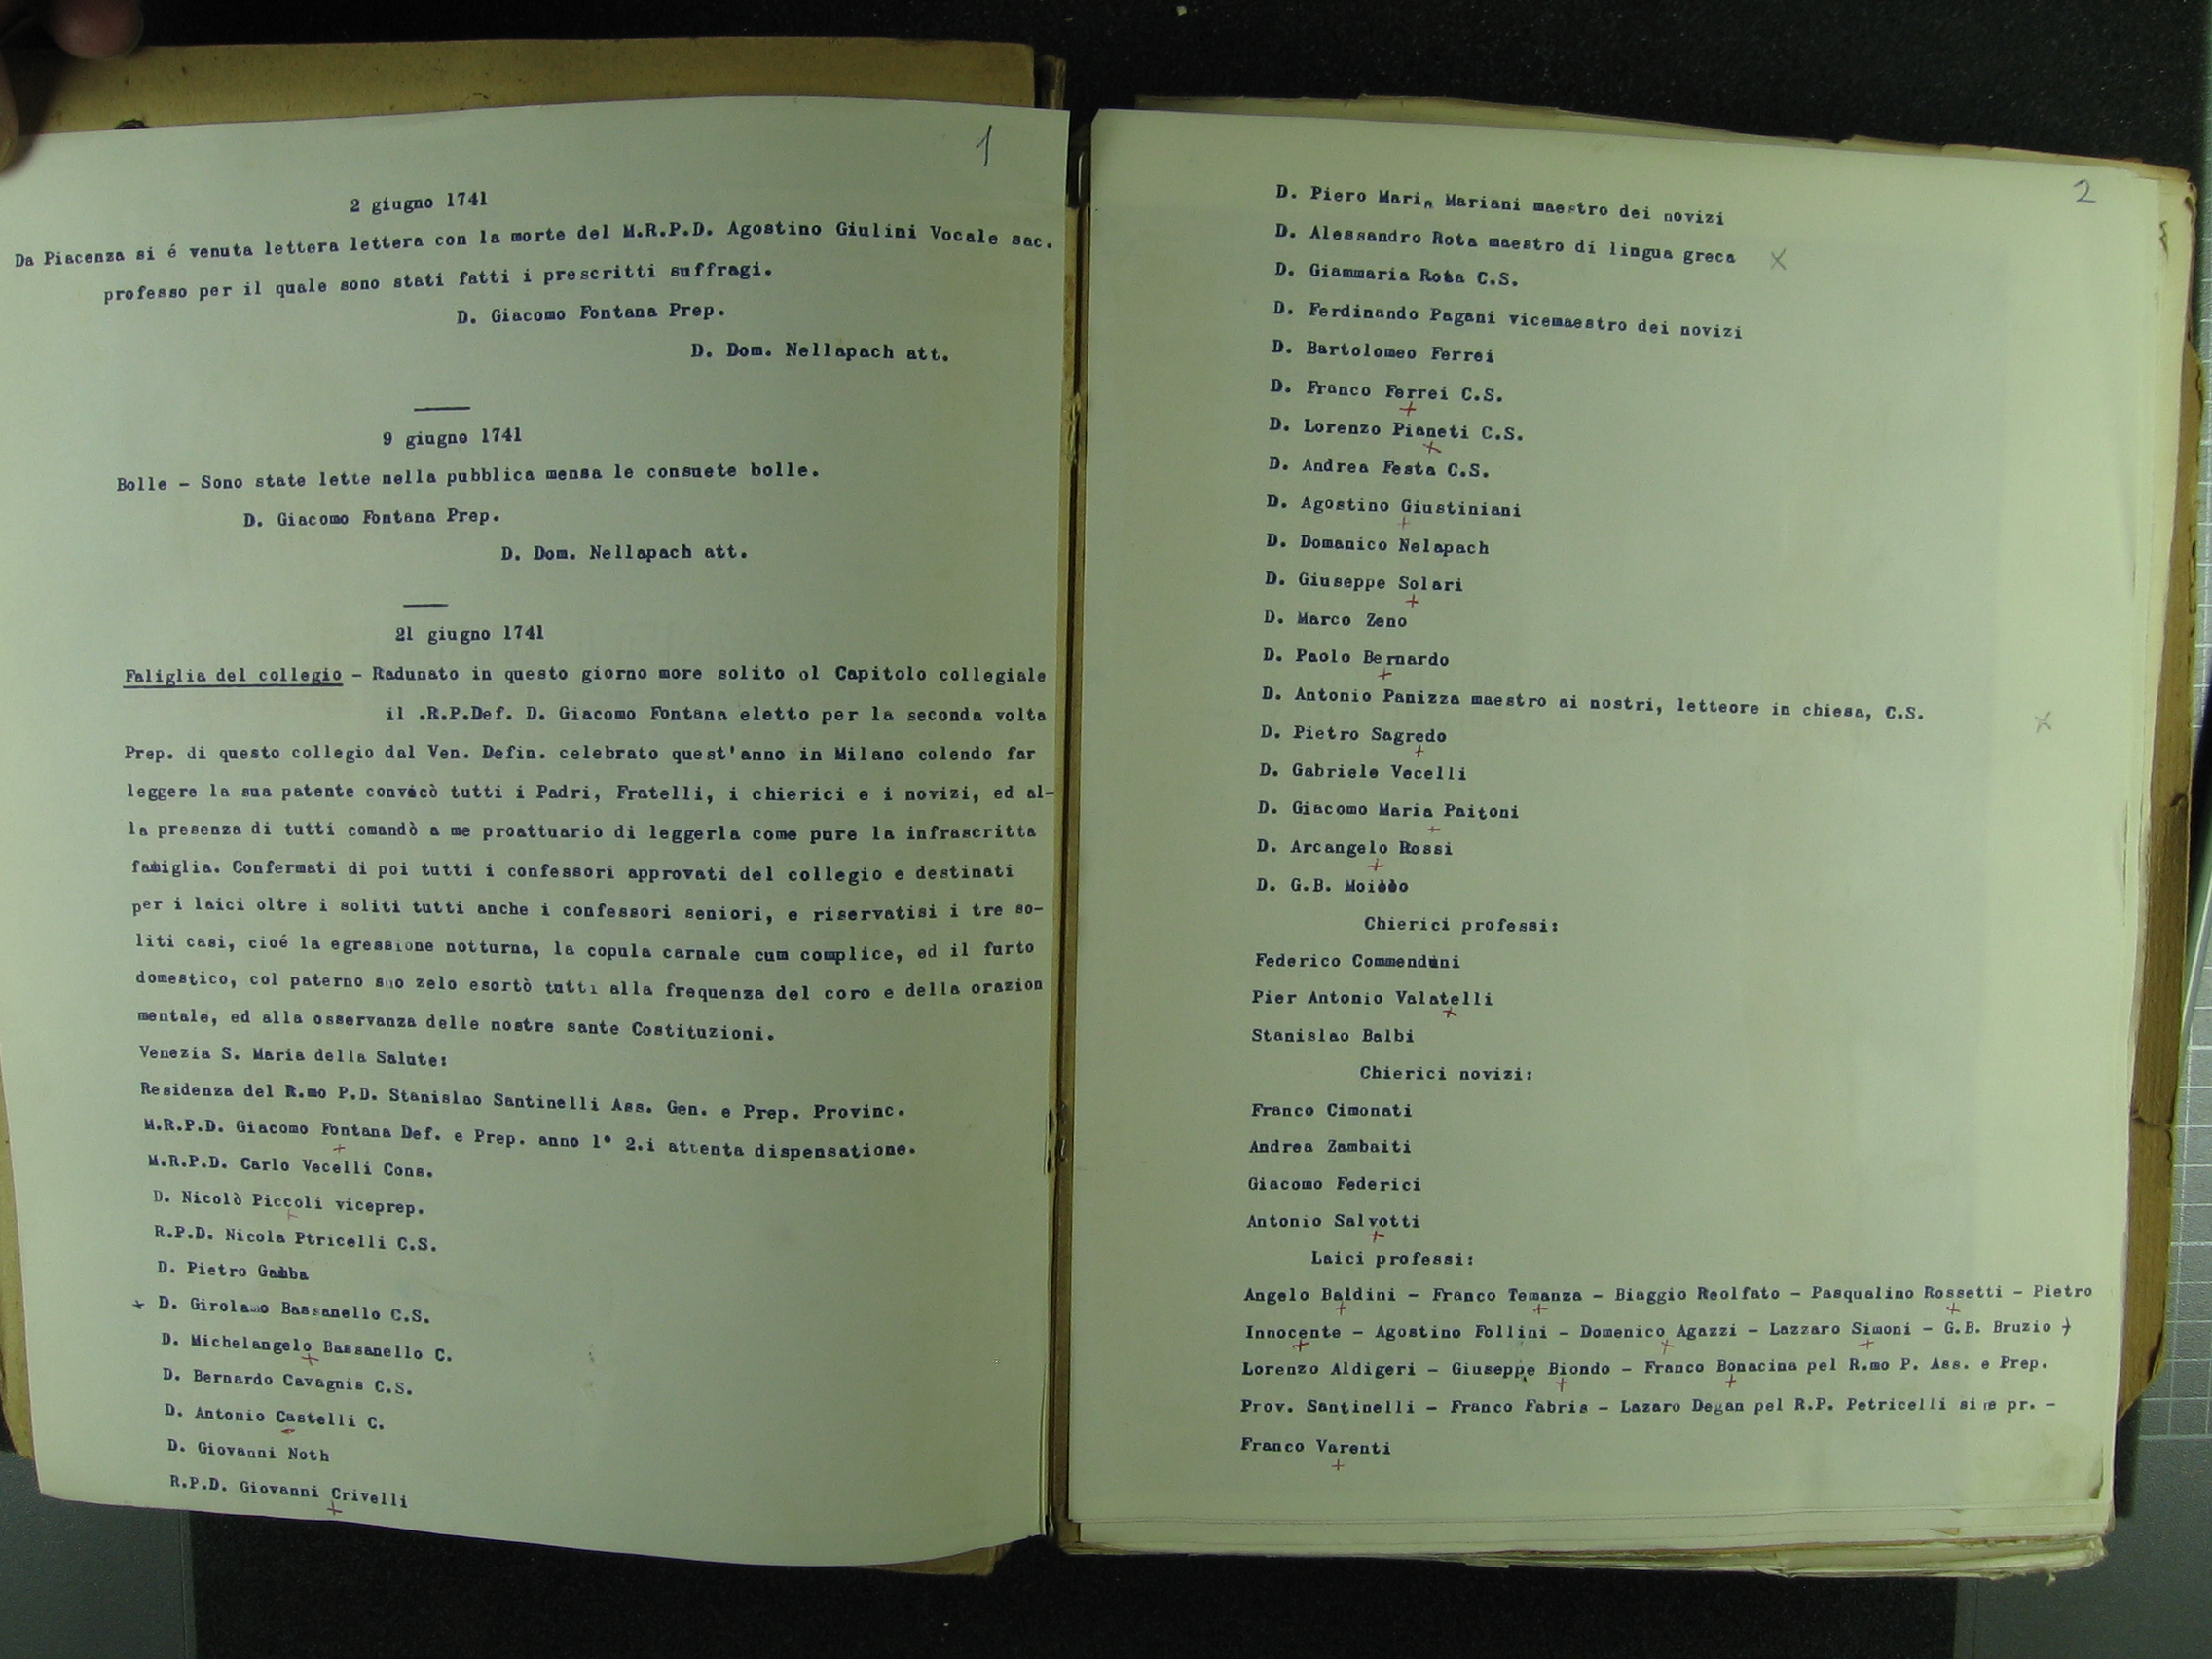 1
2 giugno 1741
Da Piacenza si é venuta lettera lettera con la morte del M.R.P.D. Agostino Giulini Vocale sac.
professo per il quale sono stati fatti i prescritti suffragi.
D. Giacomo Fontana Prep.
D. Dom. Nellapach att.
9 giugno 1741
Bolle - Sono state lette nella pubblica mensa le consuete bolle.
D. Giacomo Fontana Prep.
D. Dom. Nellapach att.
21 giugno 1741
Faliglia del collegio - Radunato in questo giorno more solito ol Capitolo collegiale
il .R.P.Def. D. Giacomo Fontana eletto per la seconda volta
Prep. di questo collegio dal Ven. Defin. celebrato quest'anno in Milano colendo far
leggere la sua patente convocò tutti i Padri, Fratelli, i chierici e i novizi, ed al-
la presenza di tutti comandò a me proattuario di leggerla come pure la infrascritta
famiglia. Confermati di poi tutti i confessori approvati del collegio e destinati
per i laici oltre i soliti tutti anche i confessori seniori, e riservatisi i tre so-
liti casi, cioé la egressione notturna, la copula carnale cum complice, ed il furto
domestico, col paterno suo zelo esortò tutti alla frequenza del coro e della orazion
mentale, ed alla osservanza delle nostre sante Costituzioni.
Venezia S. Maria della Salute:
Residenza del R.mo P.D. Stanislao Santinelli Ass. Gen. e Prep. Provinc.
M.R.P.D. Giacomo Fontana Def. e Prep. anno 1° 2.i attenta dispensatione.
M.R.P.D. Carlo Vecelli Cons.
D. Nicolò Piccoli viceprep.
R.P.D. Nicola Ptricelli C.S.
D. Pietro Gabba
+ D. Girolamo Bassanello C.S.
D. Michelangelo Bassanello C.
D. Bernardo Cavagnis C.S.
D. Antonio Castelli C.
D. Giovanni Noth
R.P.D. Giovanni Crivelli
2
D. Piero Maria Mariani maestro dei novizi
D. Alessandro Rota maestro di lingua greca x
D. Giammaria Rota C.S.
D. Ferdinando Pagani vicemaestro dei novizi
D. Bartolomeo Ferrei
D. Franco Ferrei C.S.
D. Lorenzo Pianeti C.S.
D. Andrea Festa C.S.
D. Agostino Giustiniani
D. Domanico Nelapach
D. Giuseppe Solari
D. Marco Zeno
D. Paolo Bernardo
D. Antonio Panizza maestro ai nostri, letteore in chiesa, C.S. x
D. Pietro Sagredo
D. Gabriele Vecelli
D. Giacomo Maria Paitoni
D. Arcangelo Rossi
D. G.B.
Chierici professi:
Federico Commenduni
Pier Antonio Valatelli
Stanislao Balbi
Chierici novizi:
Franco Cimonati
Andrea Zambaiti
Giacomo Federici
Antonio Salvotti
Laici professi:
Angelo Baldini - Franco Temanza - Biaggio Reolfato - Pasqualino Rossetti - Pietro
Innocente - Agostino Follini - Domenico Agazzi - Lazzaro Simoni - G.B. Bruzio +
Lorenzo Aldigeri - Giuseppe Biondo - Franco Bonacina pel R.mo P. Ass. e Prep.
Prov. Santinelli - Franco Fabris - Lazaro Degan pel R.P. Petricelli sine pr. -
Franco Varenti